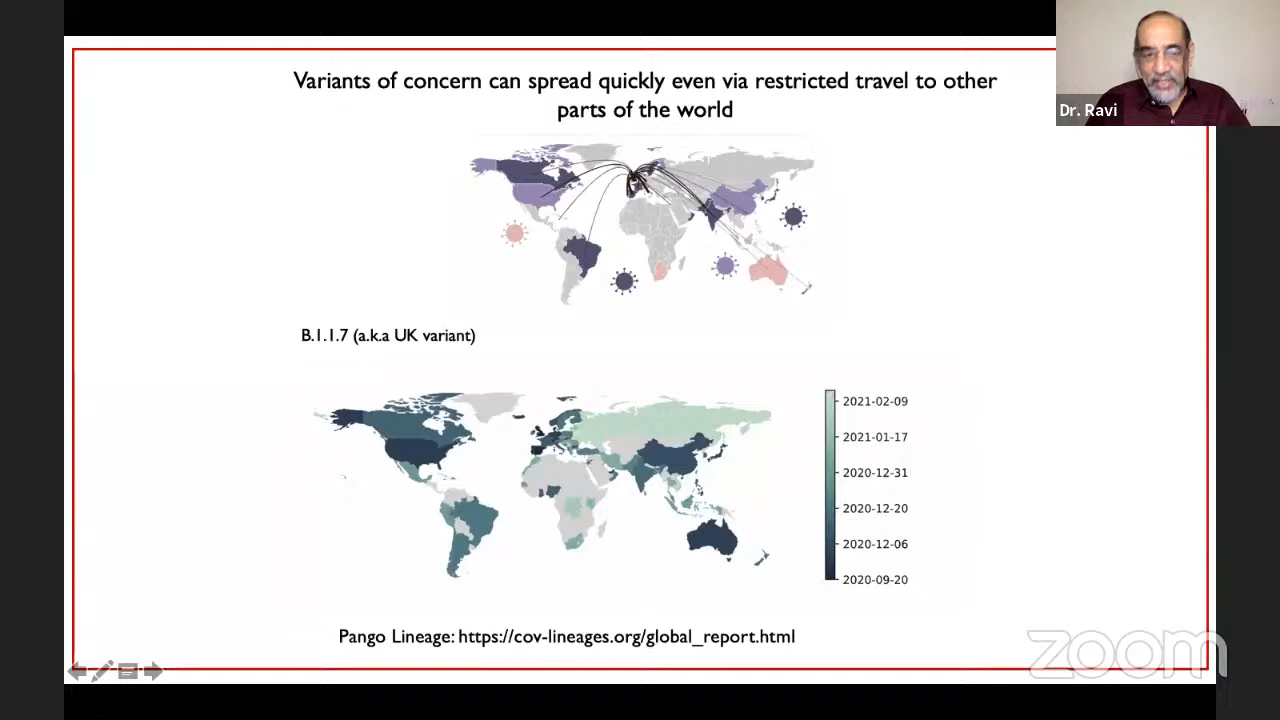 Variants of concern can spread quickly even via restricted travel to other
parts of the world
Dr. Ravi
B.1.1.7 (a.k.a UK variant)
2021-02-09
2021-01-17
2020-12-31
2020-12-20
2020-12-06
2020-09-20
Pango Lineage: https://cov-lineages.org/global_report.html
zoom